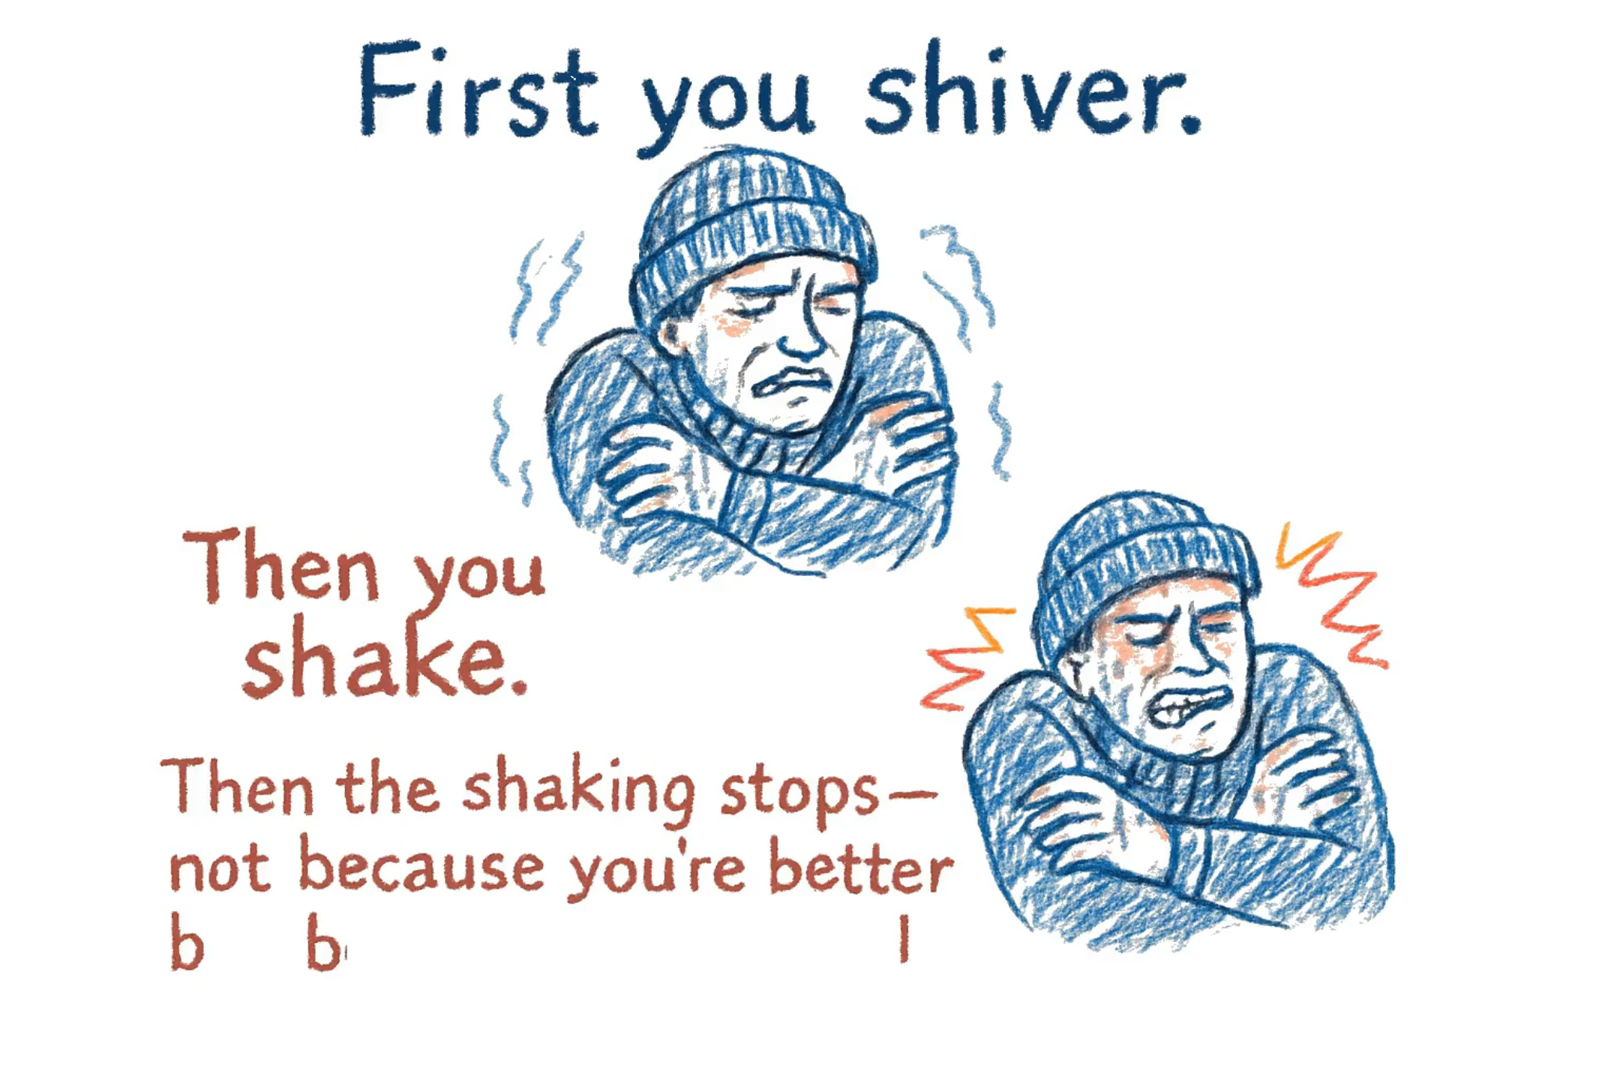 First you shiver.
Then you
shake.
Then the shaking stops—
not because you're better
b b l